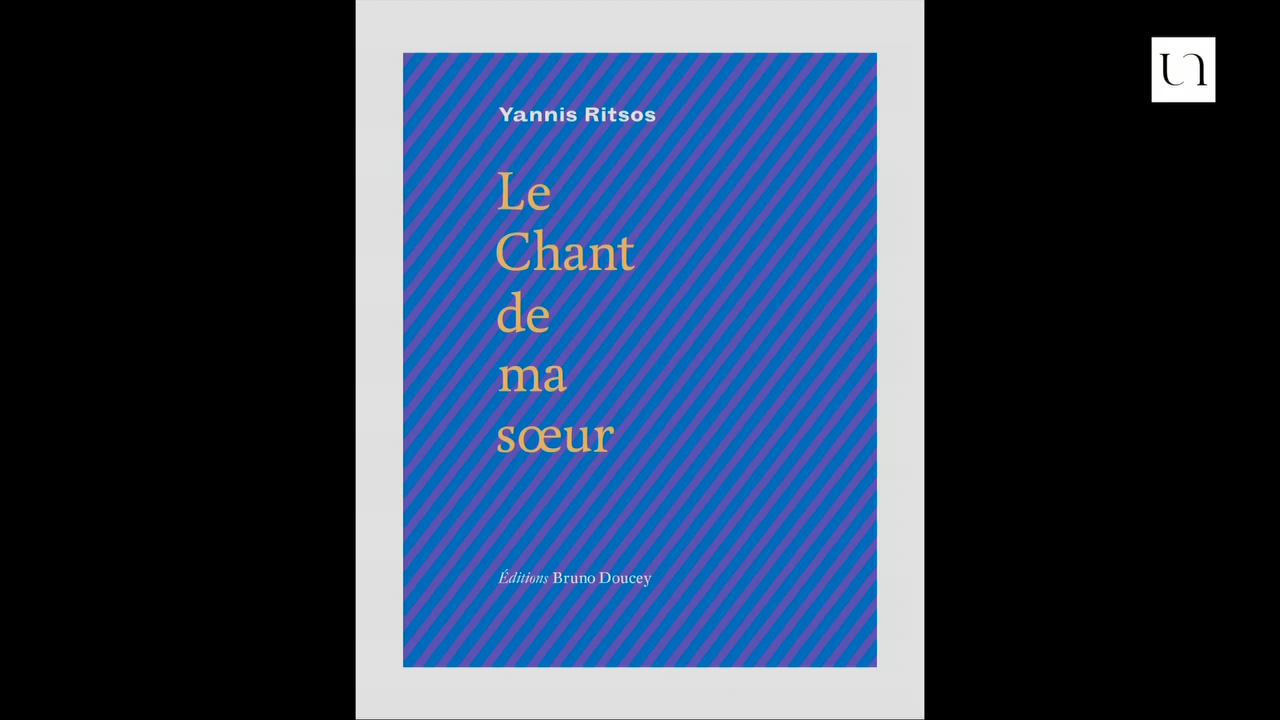 Yannis Ritsos
Le
Chant
de
ma
sœur
Éditions Bruno Doucey